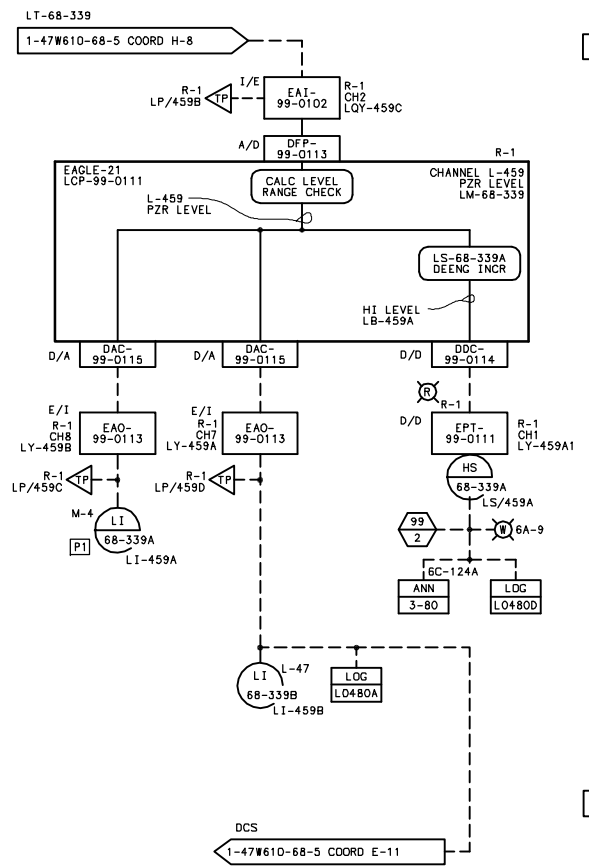 LT-68-339
1-47W610-68-5 COORD H-8
I/E
R-1
LP/459B
TP
EAI-
99-0102
R-1
CH2
LQY-459C
A/D
DFP-
99-0113
R-1
EAGLE-21
LCP-99-0111
CALC LEVEL
RANGE CHECK
CHANNEL L-459
PZR LEVEL
LM-68-339
L-459
PZR LEVEL
LS-68-339A
DEENG INCR
HI LEVEL
LB-459A
D/A
DAC-
99-0115
D/A
DAC-
99-0115
D/D
DDC-
99-0114
R
R-1
E/I
R-1
CH8
LY-459B
EAO-
99-0113
E/I
R-1
CH7
LY-459A
EAO-
99-0113
D/D
EPT-
99-0111
R-1
CH1
LY-459A1
R-1
LP/459C
TP
R-1
LP/459D
TP
HS
68-339A
LS/459A
M-4
LI
68-339A
P1
LI-459A
99
2
W
6A-9
6C-124A
ANN
3-80
LOG
L0480D
LI
68-339B
L-47
LI-459B
LOG
L0480A
DCS
1-47W610-68-5 COORD E-11